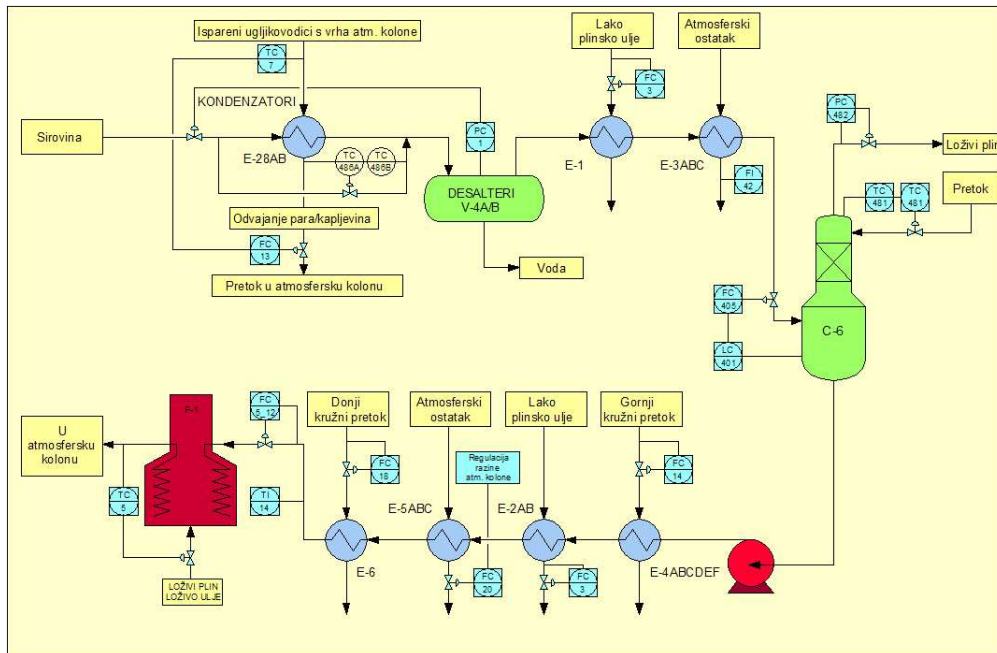 Ispareni ugljikovodici s vrha atm. kolone
Lako
plinsko ulje
Atmosferski
ostatak
TC
7
FC
3
KONDENZATORI
PC
482
Sirovina
PC
1
Loživi plin
E-28AB
TC
486A
TC
486B
E-1
E-3ABC
FI
42
Pretok
DESALTERI
V-4A/B
TC
481
TC
481
Odvajanje para/kapljevina
FC
13
Voda
Pretok u atmosfersku kolonu
FC
405
C-6
LC
401
F-1
FC
5_12
Donji
kružni pretok
Atmosferski
ostatak
Lako
plinsko ulje
Gornji
kružni pretok
U
atmosfersku
kolonu
FC
18
Regulacija
razine
atm. kolone
FC
14
TC
5
TI
14
E-5ABC
E-2AB
E-6
FC
20
FC
3
E-4ABCDEF
LOŽIVI PLIN
LOŽIVO ULJE